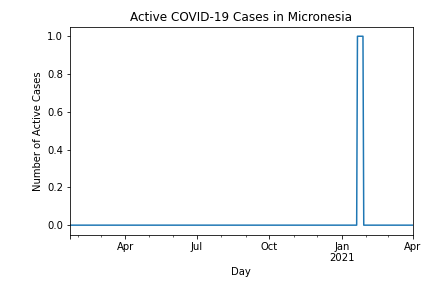 Active COVID-19 Cases in Micronesia
Number of Active Cases
1.0
0.8
0.6
0.4
0.2
0.0
Apr Jul Oct Jan Apr
2021
Day